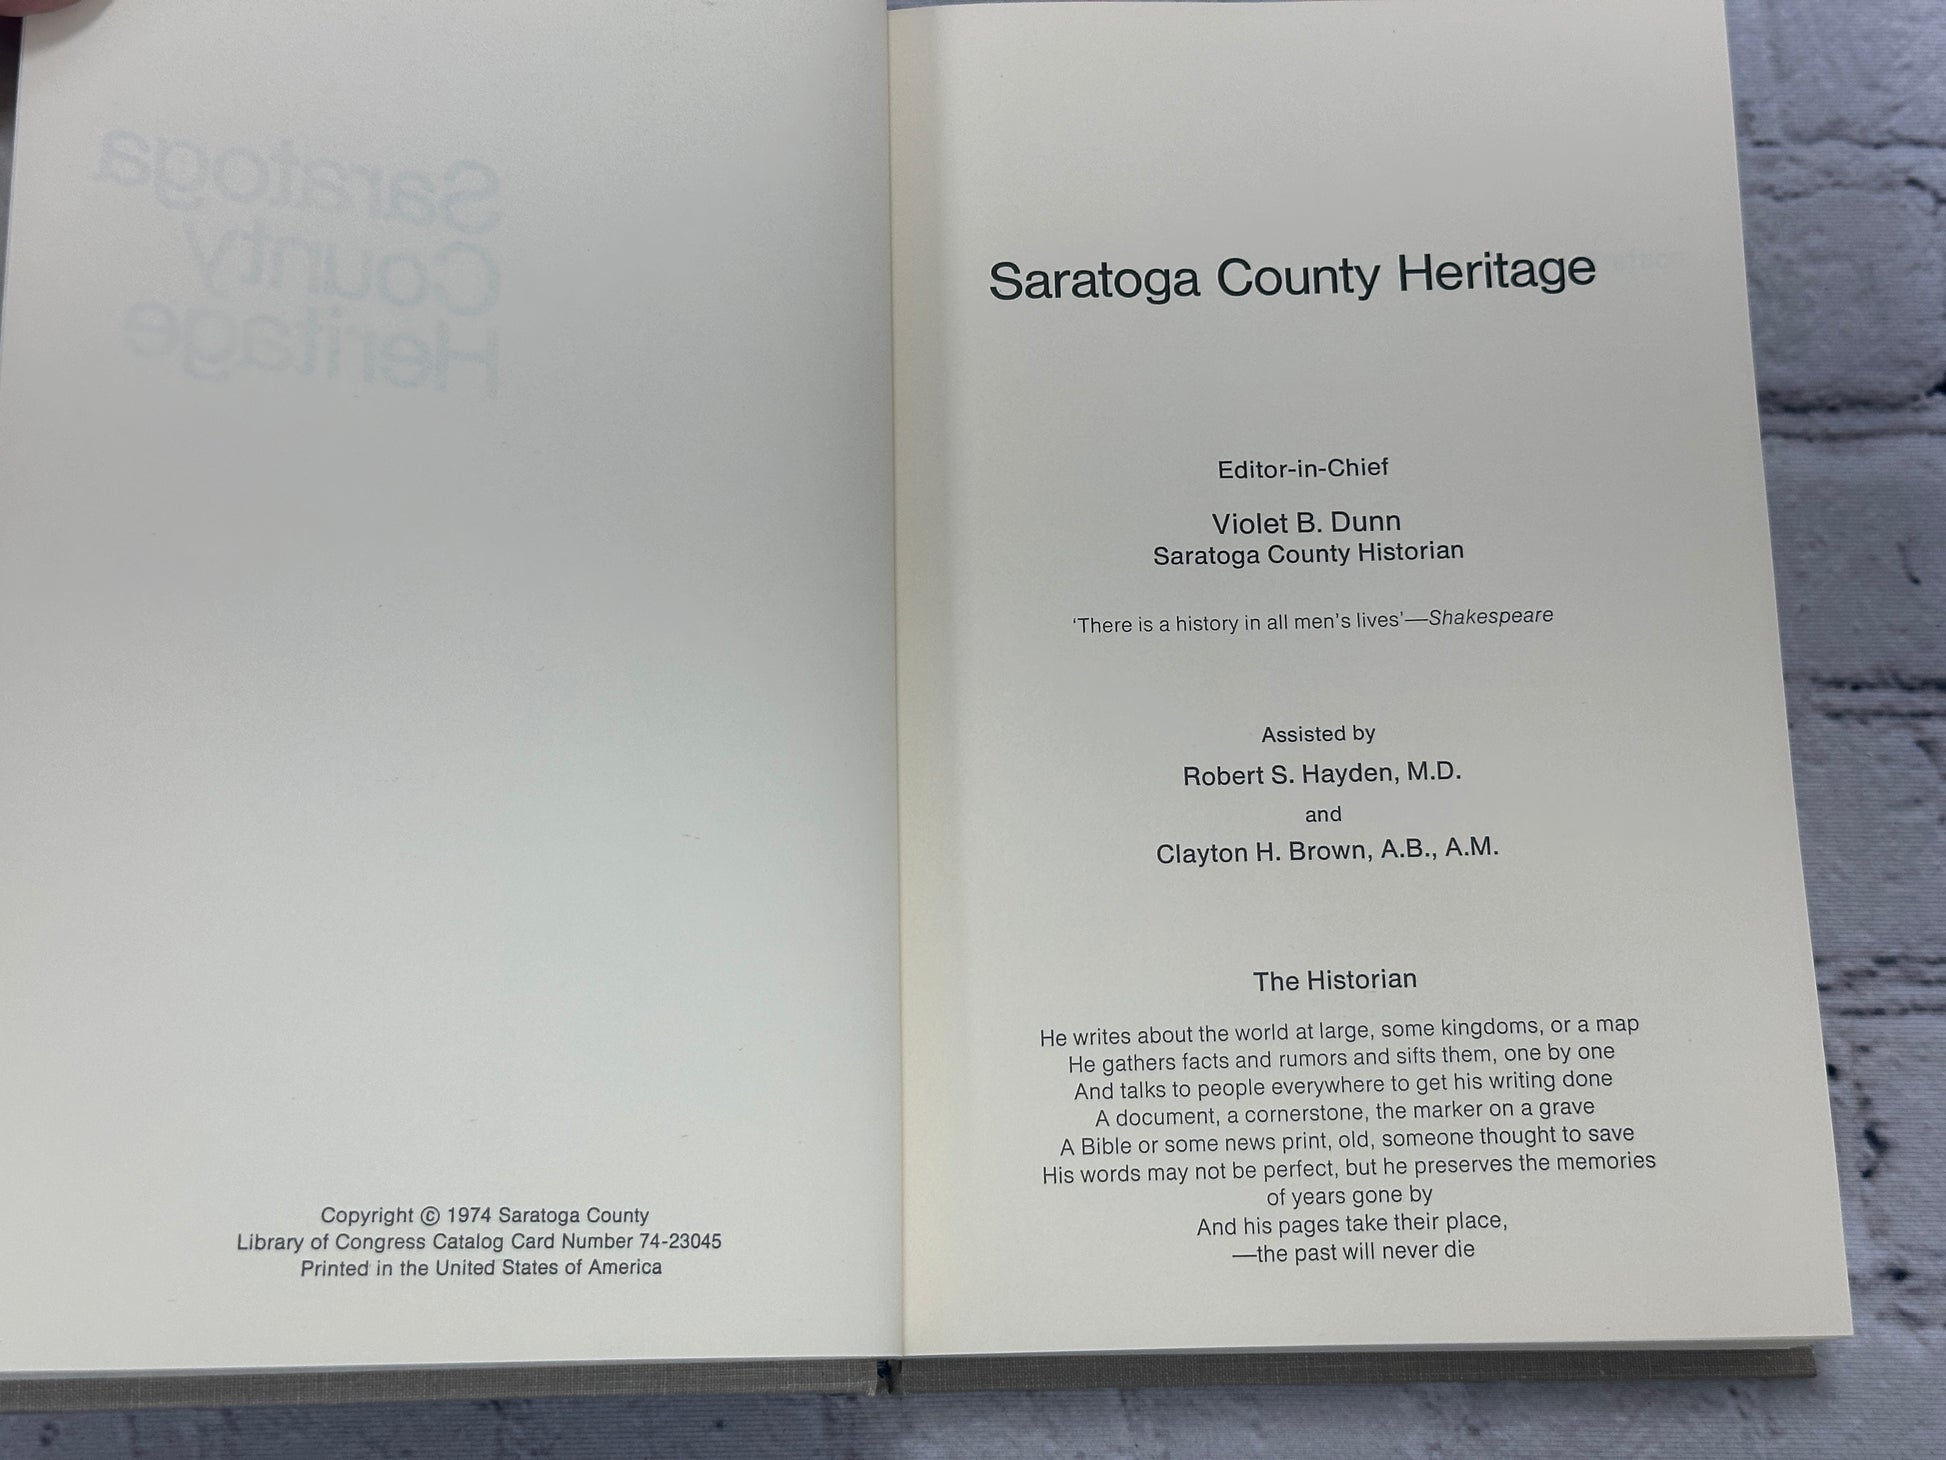 Saratoga
County
Heritage
Copyright © 1974 Saratoga County
Library of Congress Catalog Card Number 74-23045
Printed in the United States of America
Saratoga County Heritage
Editor-in-Chief
Violet B. Dunn
Saratoga County Historian
‘There is a history in all men’s lives’—Shakespeare
Assisted by
Robert S. Hayden, M.D.
and
Clayton H. Brown, A.B., A.M.
The Historian
He writes about the world at large, some kingdoms, or a map
He gathers facts and rumors and sifts them, one by one
And talks to people everywhere to get his writing done
A document, a cornerstone, the marker on a grave
A Bible or some news print, old, someone thought to save
His words may not be perfect, but he preserves the memories
of years gone by
And his pages take their place,
—the past will never die